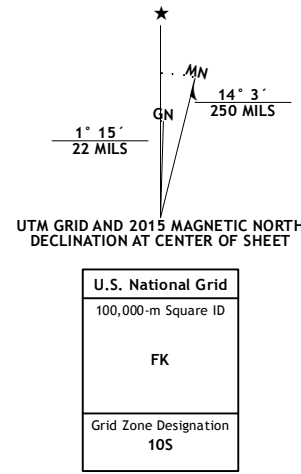 ★
MN
GN
14° 3´
250 MILS
1° 15´
22 MILS
UTM GRID AND 2015 MAGNETIC NORTH
DECLINATION AT CENTER OF SHEET
U.S. National Grid
100,000-m Square ID
FK
Grid Zone Designation
10S